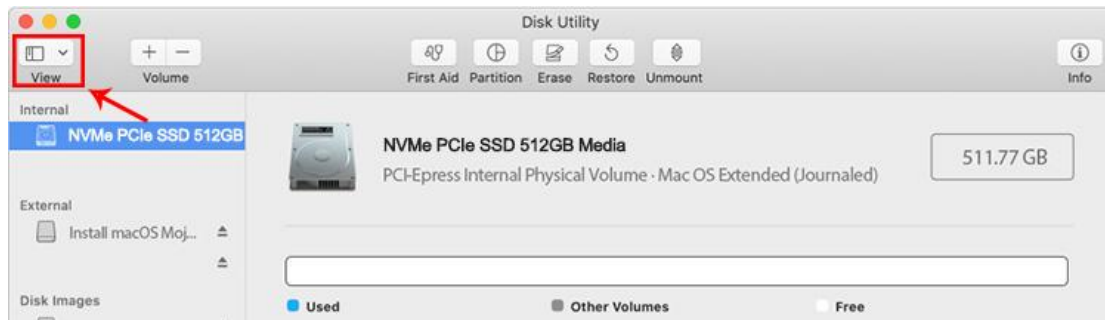 Disk Utility
View
Volume
First Aid Partition Erase Restore Unmount
Info
Internal
NVMe PCIe SSD 512GB
External
Install macOS Moj...
Disk Images
NVMe PCIe SSD 512GB Media
PCI-Epress Internal Physical Volume · Mac OS Extended (Journaled)
511.77 GB
Used
Other Volumes
Free